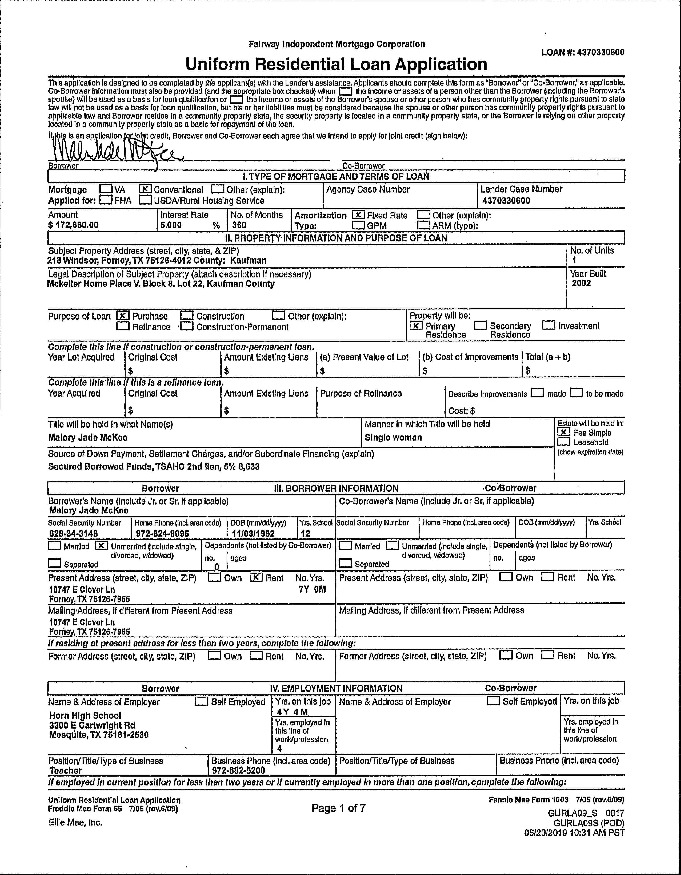 Fairway Independent Mortgage Corporation
LOAN #: 4370330600
Uniform Residential Loan Application
This application is designed to be completed by the applicant(s) with the Lender's assistance. Applicants should complete this form as "Borrower" or "Co-Borrower," as applicable.
Co-Borrower information must also be provided (and the appropriate box checked) when the income or assets of a person other than the Borrower (including the Borrower's
spouse) will be used as a basis for loan qualification or the income or assets of the Borrower's spouse or other person who has community property rights pursuant to state
law will not be used as a basis for loan qualification, but his or her liabilities must be considered because the spouse or other person has community property rights pursuant to
applicable law and Borrower resides in a community property state, the security property is located in a community property state, or the Borrower is relying on other property
located in a community property state as a basis for repayment of the loan.
If this is an application for joint credit, Borrower and Co-Borrower each agree that we intend to apply for joint credit (sign below):
Borrower Co-Borrower
I. TYPE OF MORTGAGE AND TERMS OF LOAN
Mortgage VA X Conventional Other (explain): Agency Case Number Lender Case Number
Applied for: FHA USDA/Rural Housing Service 4370330600
Amount Interest Rate No. of Months Amortization X Fixed Rate Other (explain):
5.000 % 360 Type: GPM ARM (type):
II. PROPERTY INFORMATION AND PURPOSE OF LOAN
Subject Property Address (street, city, state, & ZIP) No. of Units
218 Windsor, Forney, TX 75126-4012 County: Kaufman 1
Legal Description of Subject Property (attach description if necessary) Year Built
Mckelter Home Place V, Block 8, Lot 22, Kaufman County 2002
Purpose of Loan X Purchase Construction Other (explain): Property will be:
Refinance Construction-Permanent X Primary Residence Secondary Residence Investment
Complete this line if construction or construction-permanent loan.
Year Lot Acquired Original Cost Amount Existing Liens (a) Present Value of Lot (b) Cost of Improvements Total (a + b)
$ $ $ $ $
Complete this line if this is a refinance loan.
Year Acquired Original Cost Amount Existing Liens Purpose of Refinance Describe Improvements made to be made
$ $ Cost: $
Title will be held in what Name(s) Manner in which Title will be held Estate will be held in:
Malory Jade McKee Single woman X Fee Simple
Leasehold
Source of Down Payment, Settlement Charges, and/or Subordinate Financing (explain) (show expiration date)
Secured Borrowed Funds, TSAHC 2nd lien, 5% 8,633
Borrower III. BORROWER INFORMATION Co-Borrower
Borrower's Name (include Jr. or Sr. if applicable) Co-Borrower's Name (include Jr. or Sr. if applicable)
Malory Jade McKee
Social Security Number Home Phone (incl. area code) DOB (mm/dd/yyyy) Yrs. School Social Security Number Home Phone (incl. area code) DOB (mm/dd/yyyy) Yrs. School
12
Married X Unmarried (include single, Dependents (not listed by Co-Borrower) Married Unmarried (include single, Dependents (not listed by Borrower)
Separated divorced, widowed) no. 0 ages Separated divorced, widowed) no. ages
Present Address (street, city, state, ZIP) Own X Rent No. Yrs. Present Address (street, city, state, ZIP) Own Rent No. Yrs.
10747 E Clover Ln 7Y 9M
Forney, TX 75126-7966
Mailing Address, if different from Present Address Mailing Address, if different from Present Address
10747 E Clover Ln
Forney, TX 75126-7966
If residing at present address for less than two years, complete the following:
Former Address (street, city, state, ZIP) Own Rent No. Yrs. Former Address (street, city, state, ZIP) Own Rent No. Yrs.
Borrower IV. EMPLOYMENT INFORMATION Co-Borrower
Name & Address of Employer Self Employed Yrs. on this job Name & Address of Employer Self Employed Yrs. on this job
Horn High School 4 Y 4 M
3300 E Cartwright Rd Yrs. employed in this line of work/profession Yrs. employed in this line of work/profession
Mesquite, TX 75181-2530 4
Position/Title/Type of Business Business Phone (incl. area code) Position/Title/Type of Business Business Phone (incl. area code)
Teacher 972-882-5200
If employed in current position for less than two years or if currently employed in more than one position, complete the following:
Uniform Residential Loan Application Fannie Mae Form 1003 7/05 (rev.6/09)
Freddie Mac Form 65 7/05 (rev.6/09) Page 1 of 7 GURLA09_S 0017
Ellie Mae, Inc. GURLA09S (POD)
10:31 AM PST